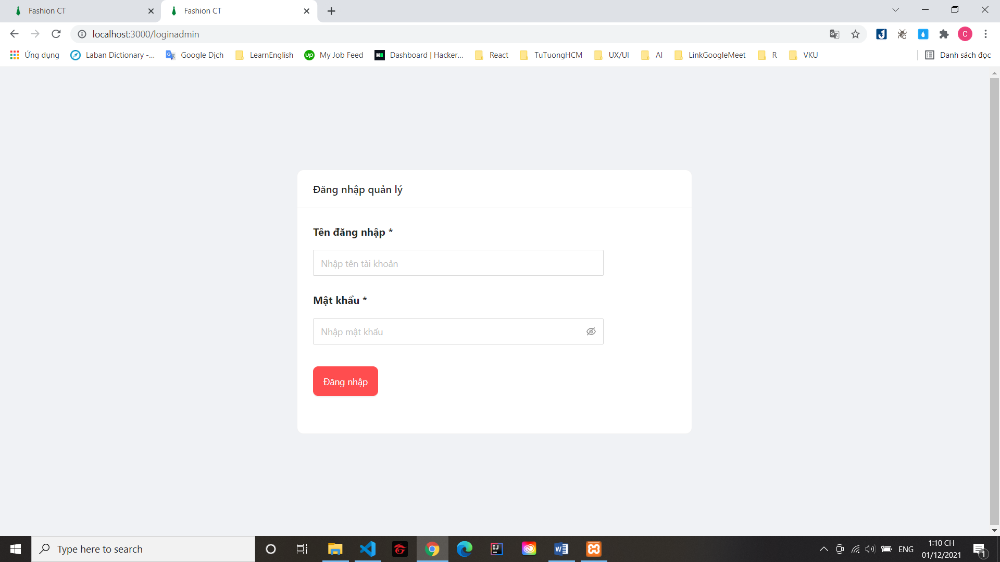 Fashion CT
Fashion CT
localhost:3000/loginadmin
C
Ứng dụng
Laban Dictionary -...
Google Dịch
LearnEnglish
My Job Feed
Dashboard | Hacker...
React
TuTuongHCM
UX/UI
AI
LinkGoogleMeet
R
VKU
Danh sách đọc
Đăng nhập quản lý
Tên đăng nhập *
Nhập tên tài khoản
Mật khẩu *
Nhập mật khẩu
Đăng nhập
Type here to search
ENG
1:10 CH
01/12/2021
1